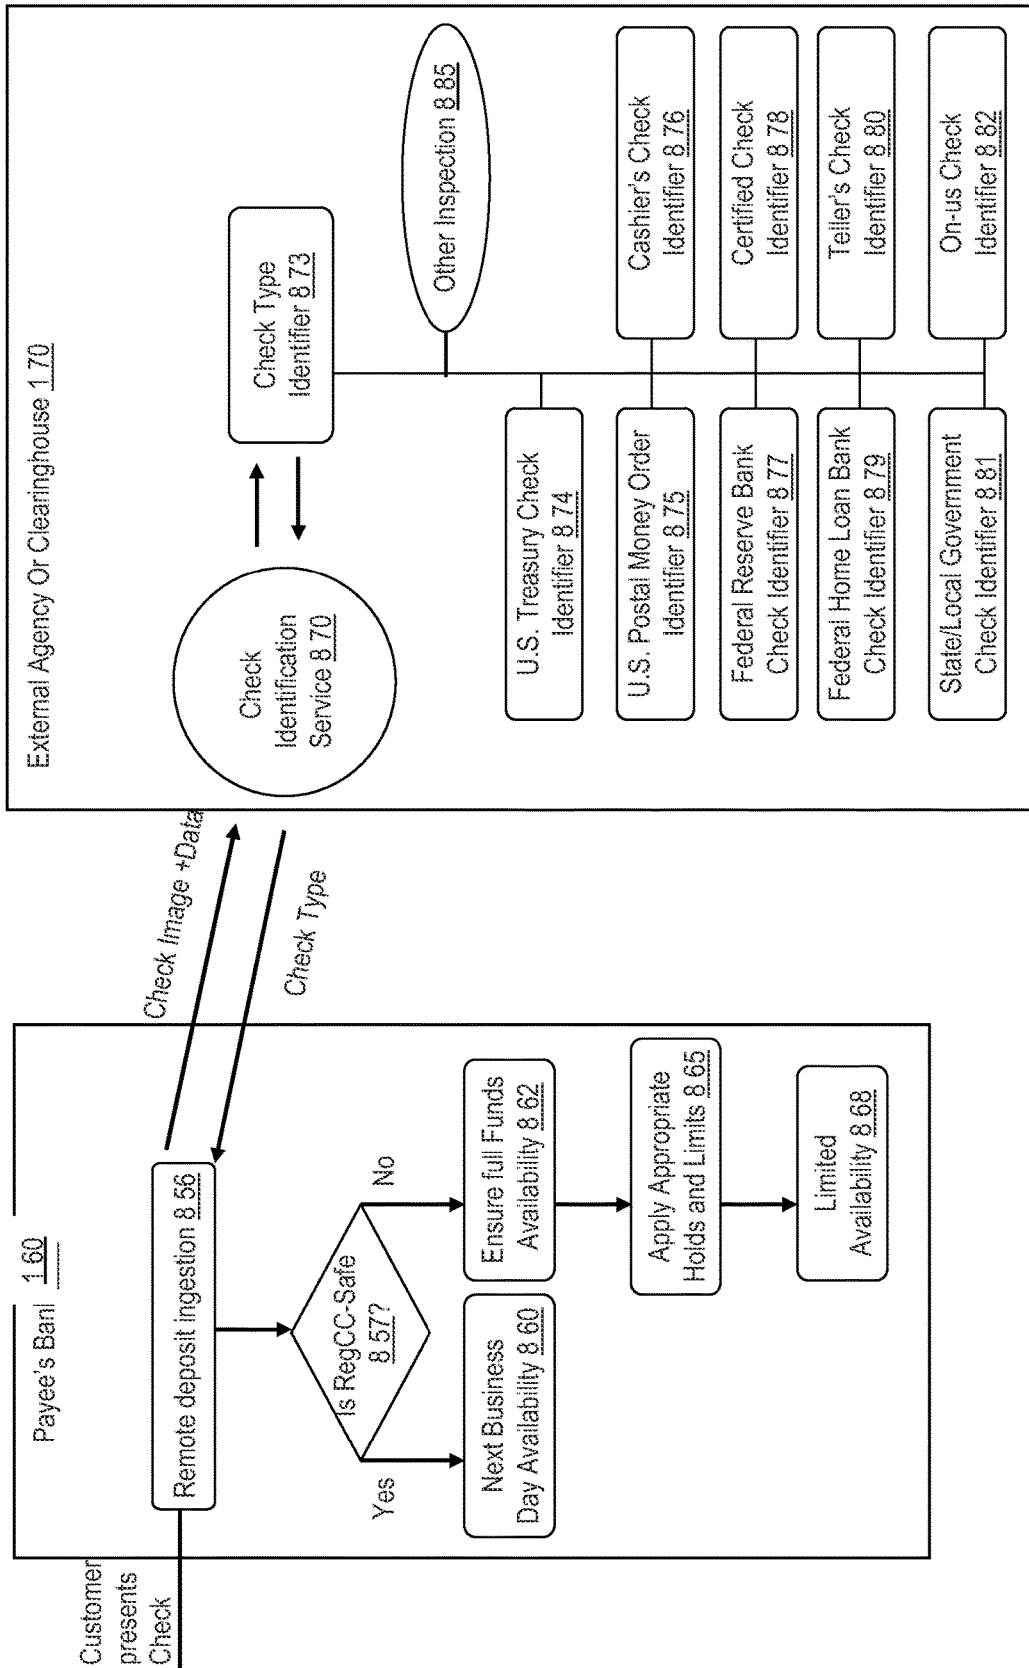 Customer
presents
Check
Payee's Banl 1 60
Remote deposit ingestion 8 56
Is RegCC-Safe
8 57?
Yes
No
Next Business
Day Availability 8 60
Ensure full Funds
Availability 8 62
Apply Appropriate
Holds and Limits 8 65
Limited
Availability 8 68
Check Image +Data
Check Type
External Agency Or Clearinghouse 1 70
Check
Identification
Service 8 70
Check Type
Identifier 8 73
Other Inspection 8 85
U.S. Treasury Check
Identifier 8 74
U.S. Postal Money Order
Identifier 8 75
Cashier's Check
Identifier 8 76
Federal Reserve Bank
Check Identifier 8 77
Certified Check
Identifier 8 78
Federal Home Loan Bank
Check Identifier 8 79
Teller's Check
Identifier 8 80
State/Local Government
Check Identifier 8 81
On-us Check
Identifier 8 82